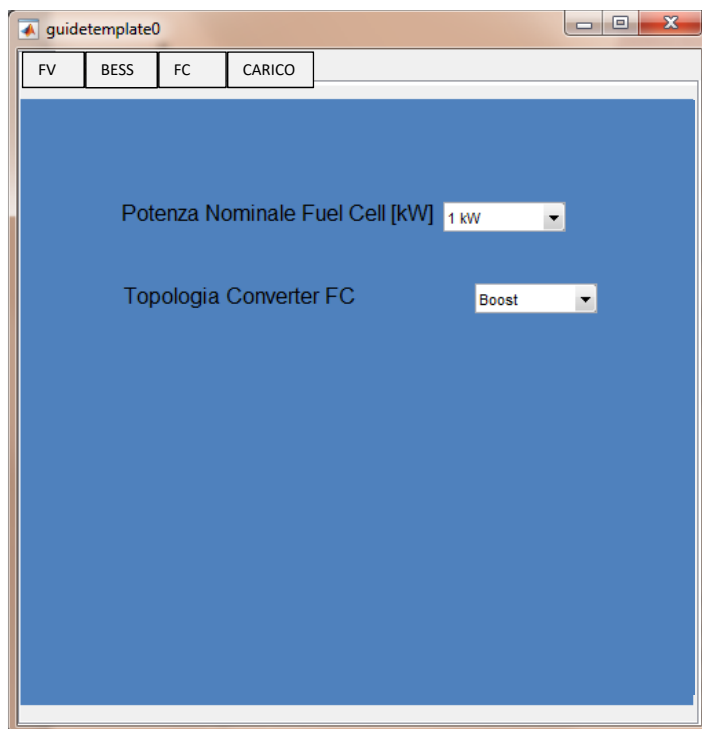 guidetemplate0
FV BESS FC CARICO
Potenza Nominale Fuel Cell [kW] 1 kW
Topologia Converter FC Boost